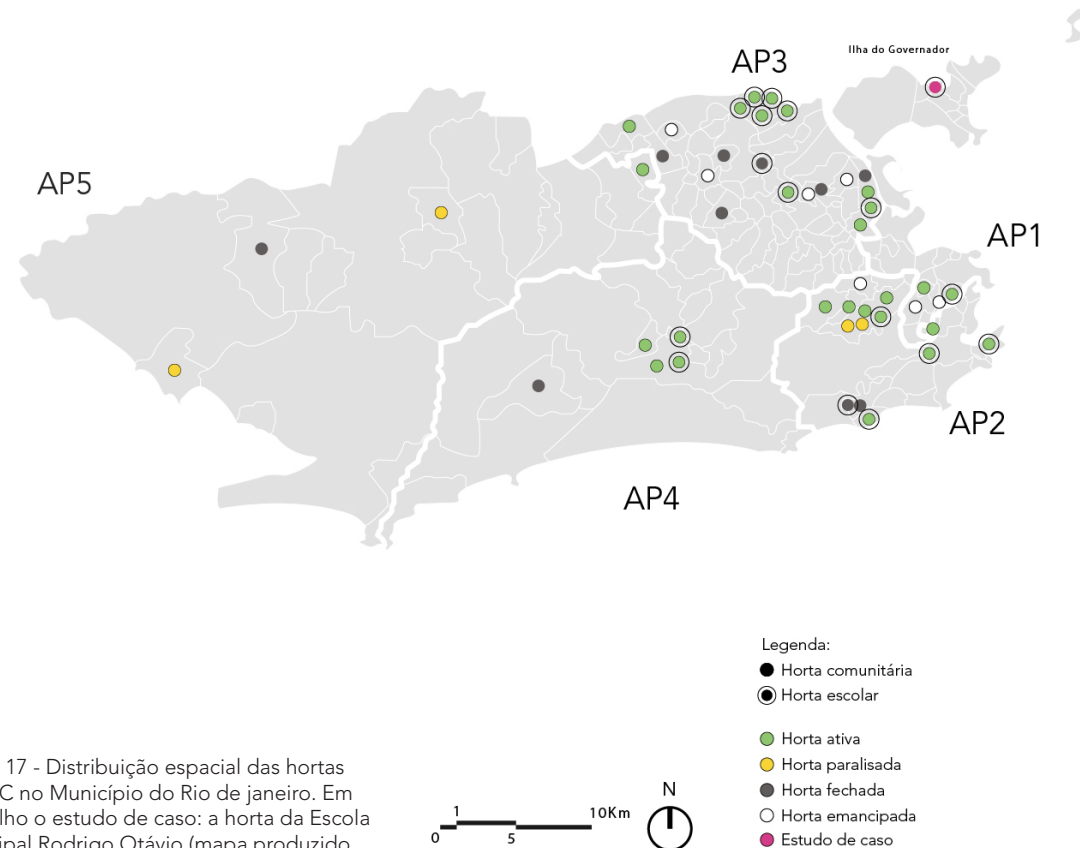 Ilha do Governador
AP3
AP5
AP1
AP2
AP4
Legenda:
Horta comunitária
Horta escolar
Horta ativa
Horta paralisada
Horta fechada
Horta emancipada
Estudo de caso
17 - Distribuição espacial das hortas
C no Município do Rio de janeiro. Em
lho o estudo de caso: a horta da Escola
ipal Rodrigo Otávio (mapa produzido
1 10Km
0 5
N